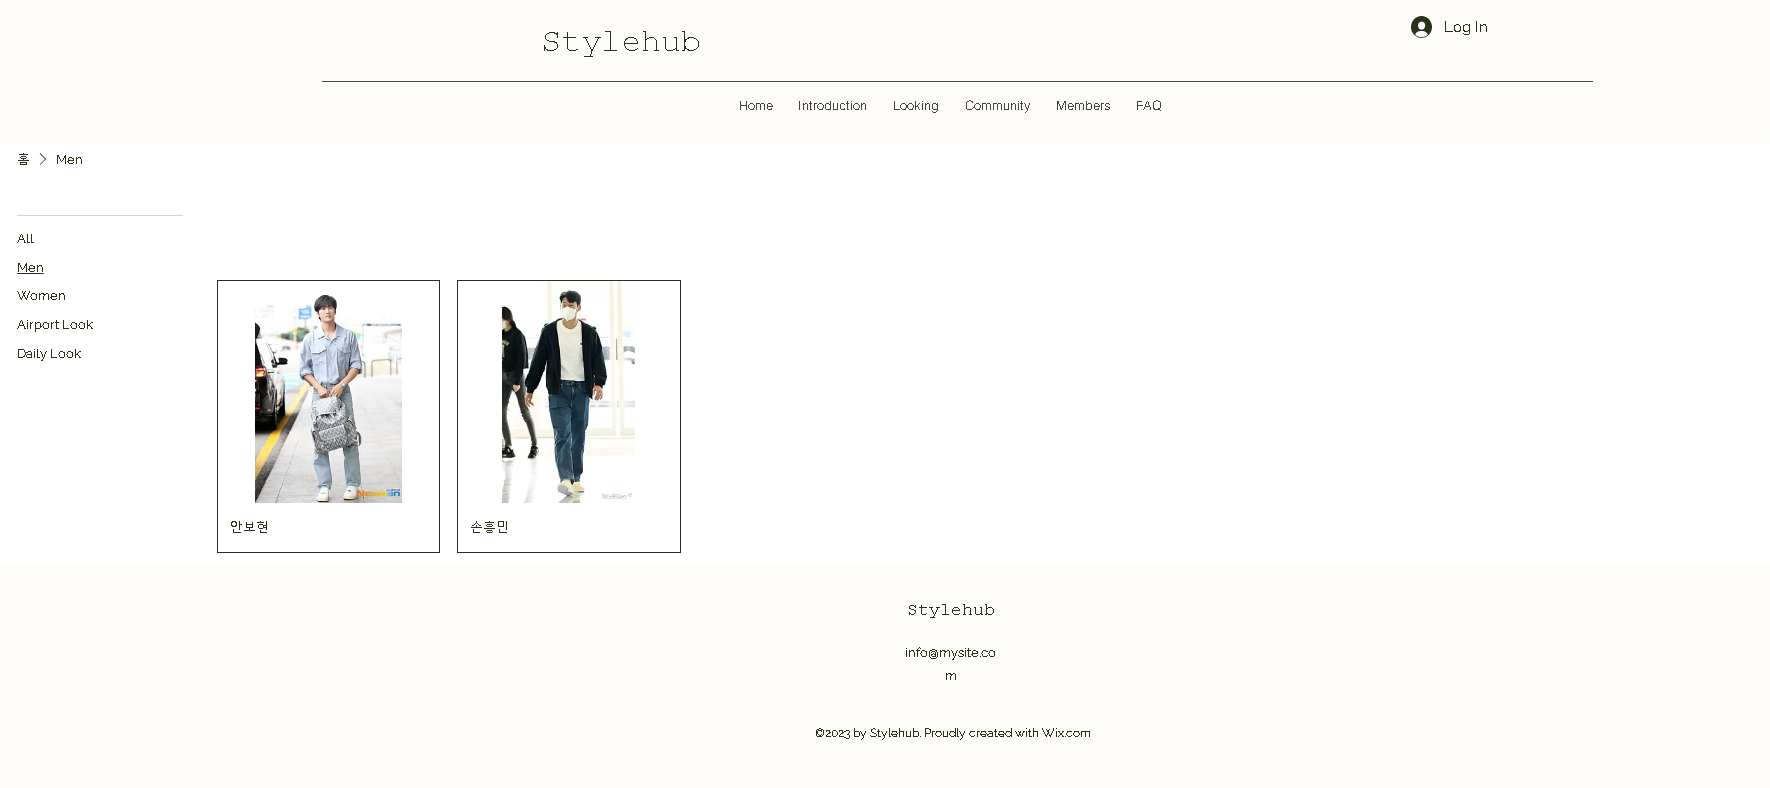 Stylehub
Log In
Home Introduction Looking Community Members FAQ
홈 > Men
All
Men
Women
Airport Look
Daily Look
안보현
손흥민
Stylehub
info@mysite.co
m
©2023 by Stylehub. Proudly created with Wix.com